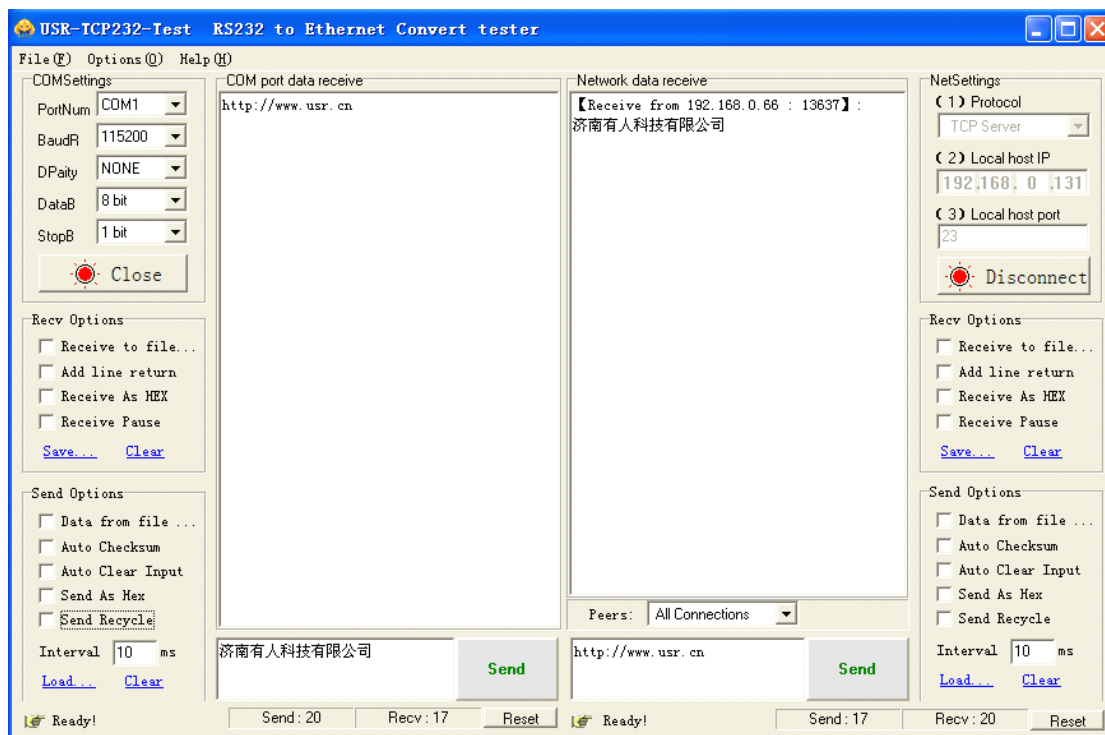 USR-TCP232-Test RS232 to Ethernet Convert tester
File(F) Options(O) Help(H)
COMSettings
PortNum COM1
BaudR 115200
DPaity NONE
DataB 8 bit
StopB 1 bit
Close
Recv Options
Receive to file...
Add line return
Receive As HEX
Receive Pause
Save... Clear
Send Options
Data from file ...
Auto Checksum
Auto Clear Input
Send As Hex
Send Recycle
Interval 10 ms
Load... Clear
COM port data receive
http://www.usr.cn
济南有人科技有限公司
Send
Network data receive
【Receive from 192.168.0.66 : 13637】:
济南有人科技有限公司
Peers: All Connections
http://www.usr.cn
Send
NetSettings
(1) Protocol
TCP Server
(2) Local host IP
192.168. 0 .131
(3) Local host port
23
Disconnect
Recv Options
Receive to file...
Add line return
Receive As HEX
Receive Pause
Save... Clear
Send Options
Data from file ...
Auto Checksum
Auto Clear Input
Send As Hex
Send Recycle
Interval 10 ms
Load... Clear
Ready! Send : 20 Recv : 17 Reset
Ready! Send : 17 Recv : 20 Reset